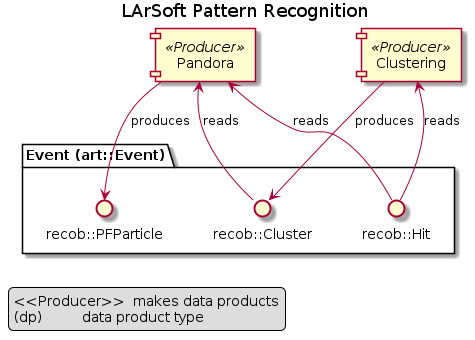 LArSoft Pattern Recognition
«Producer»
Pandora
«Producer»
Clustering
produces
reads
reads
produces
reads
Event (art::Event)
recob::PFParticle
recob::Cluster
recob::Hit
<<Producer>> makes data products
(dp) data product type